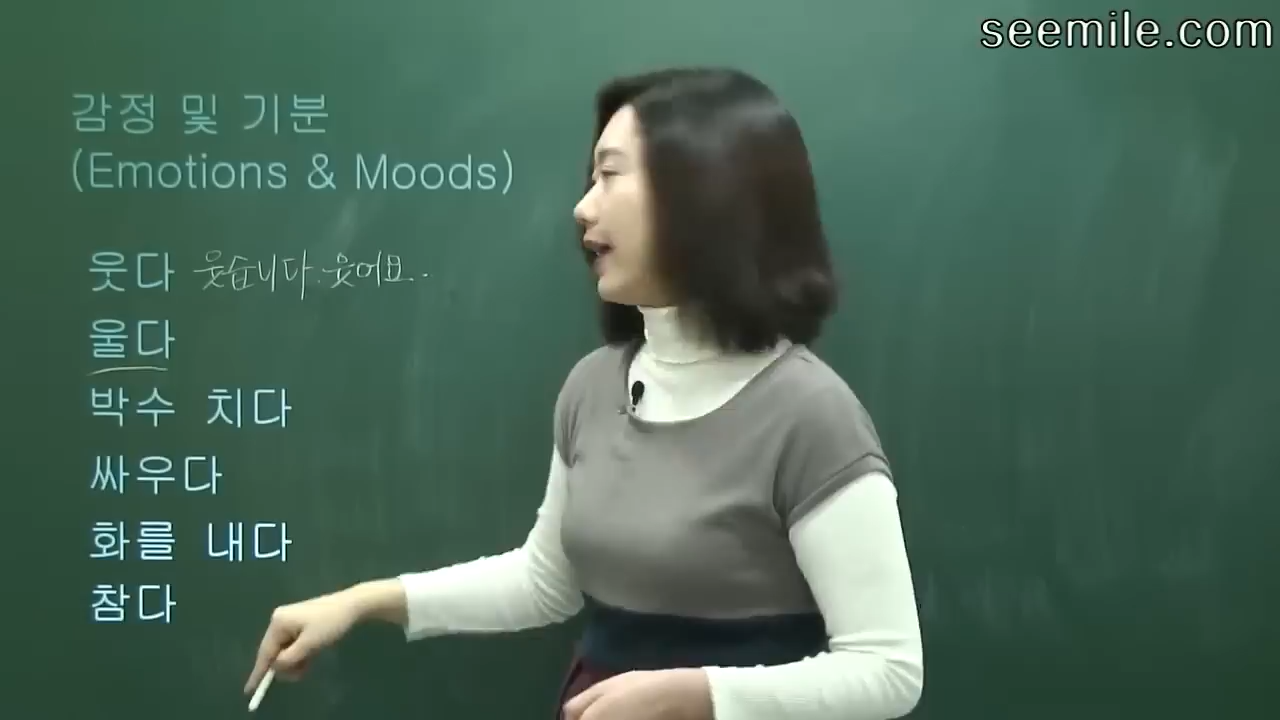 seemile.com
감정 및 기분
(Emotions & Moods)
웃다 웃습니다. 웃어요.
울다
박수 치다
싸우다
화를 내다
참다